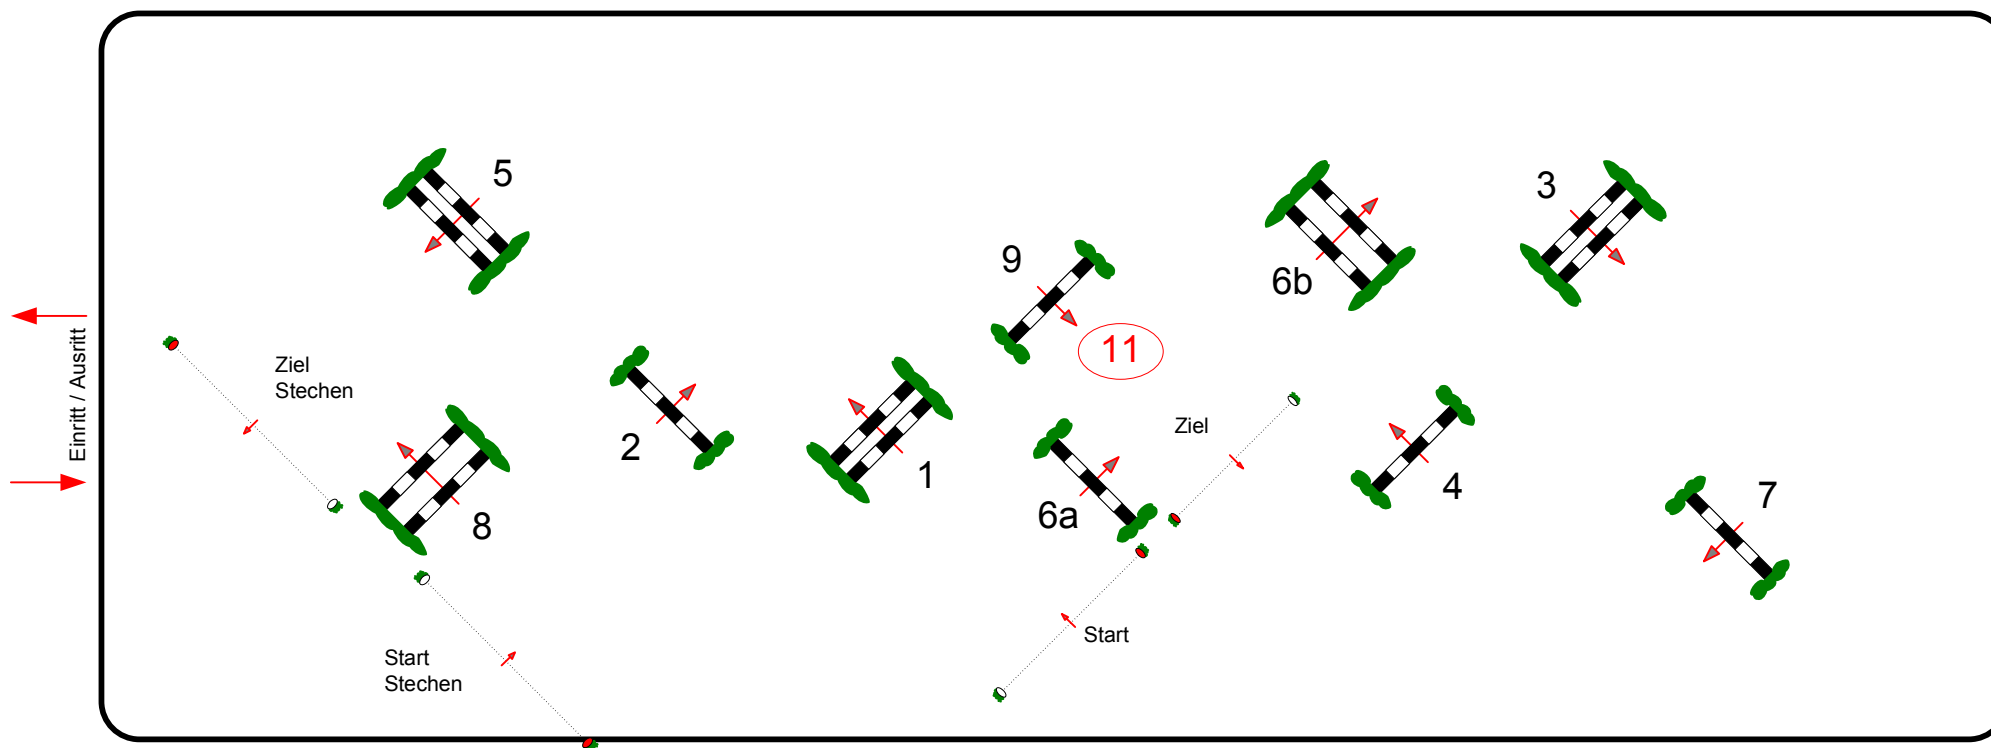 5
3
9
6b
11
Einritt / Ausritt
Ziel
Stechen
2
1
Ziel
6a
4
7
8
Start
Start
Stechen